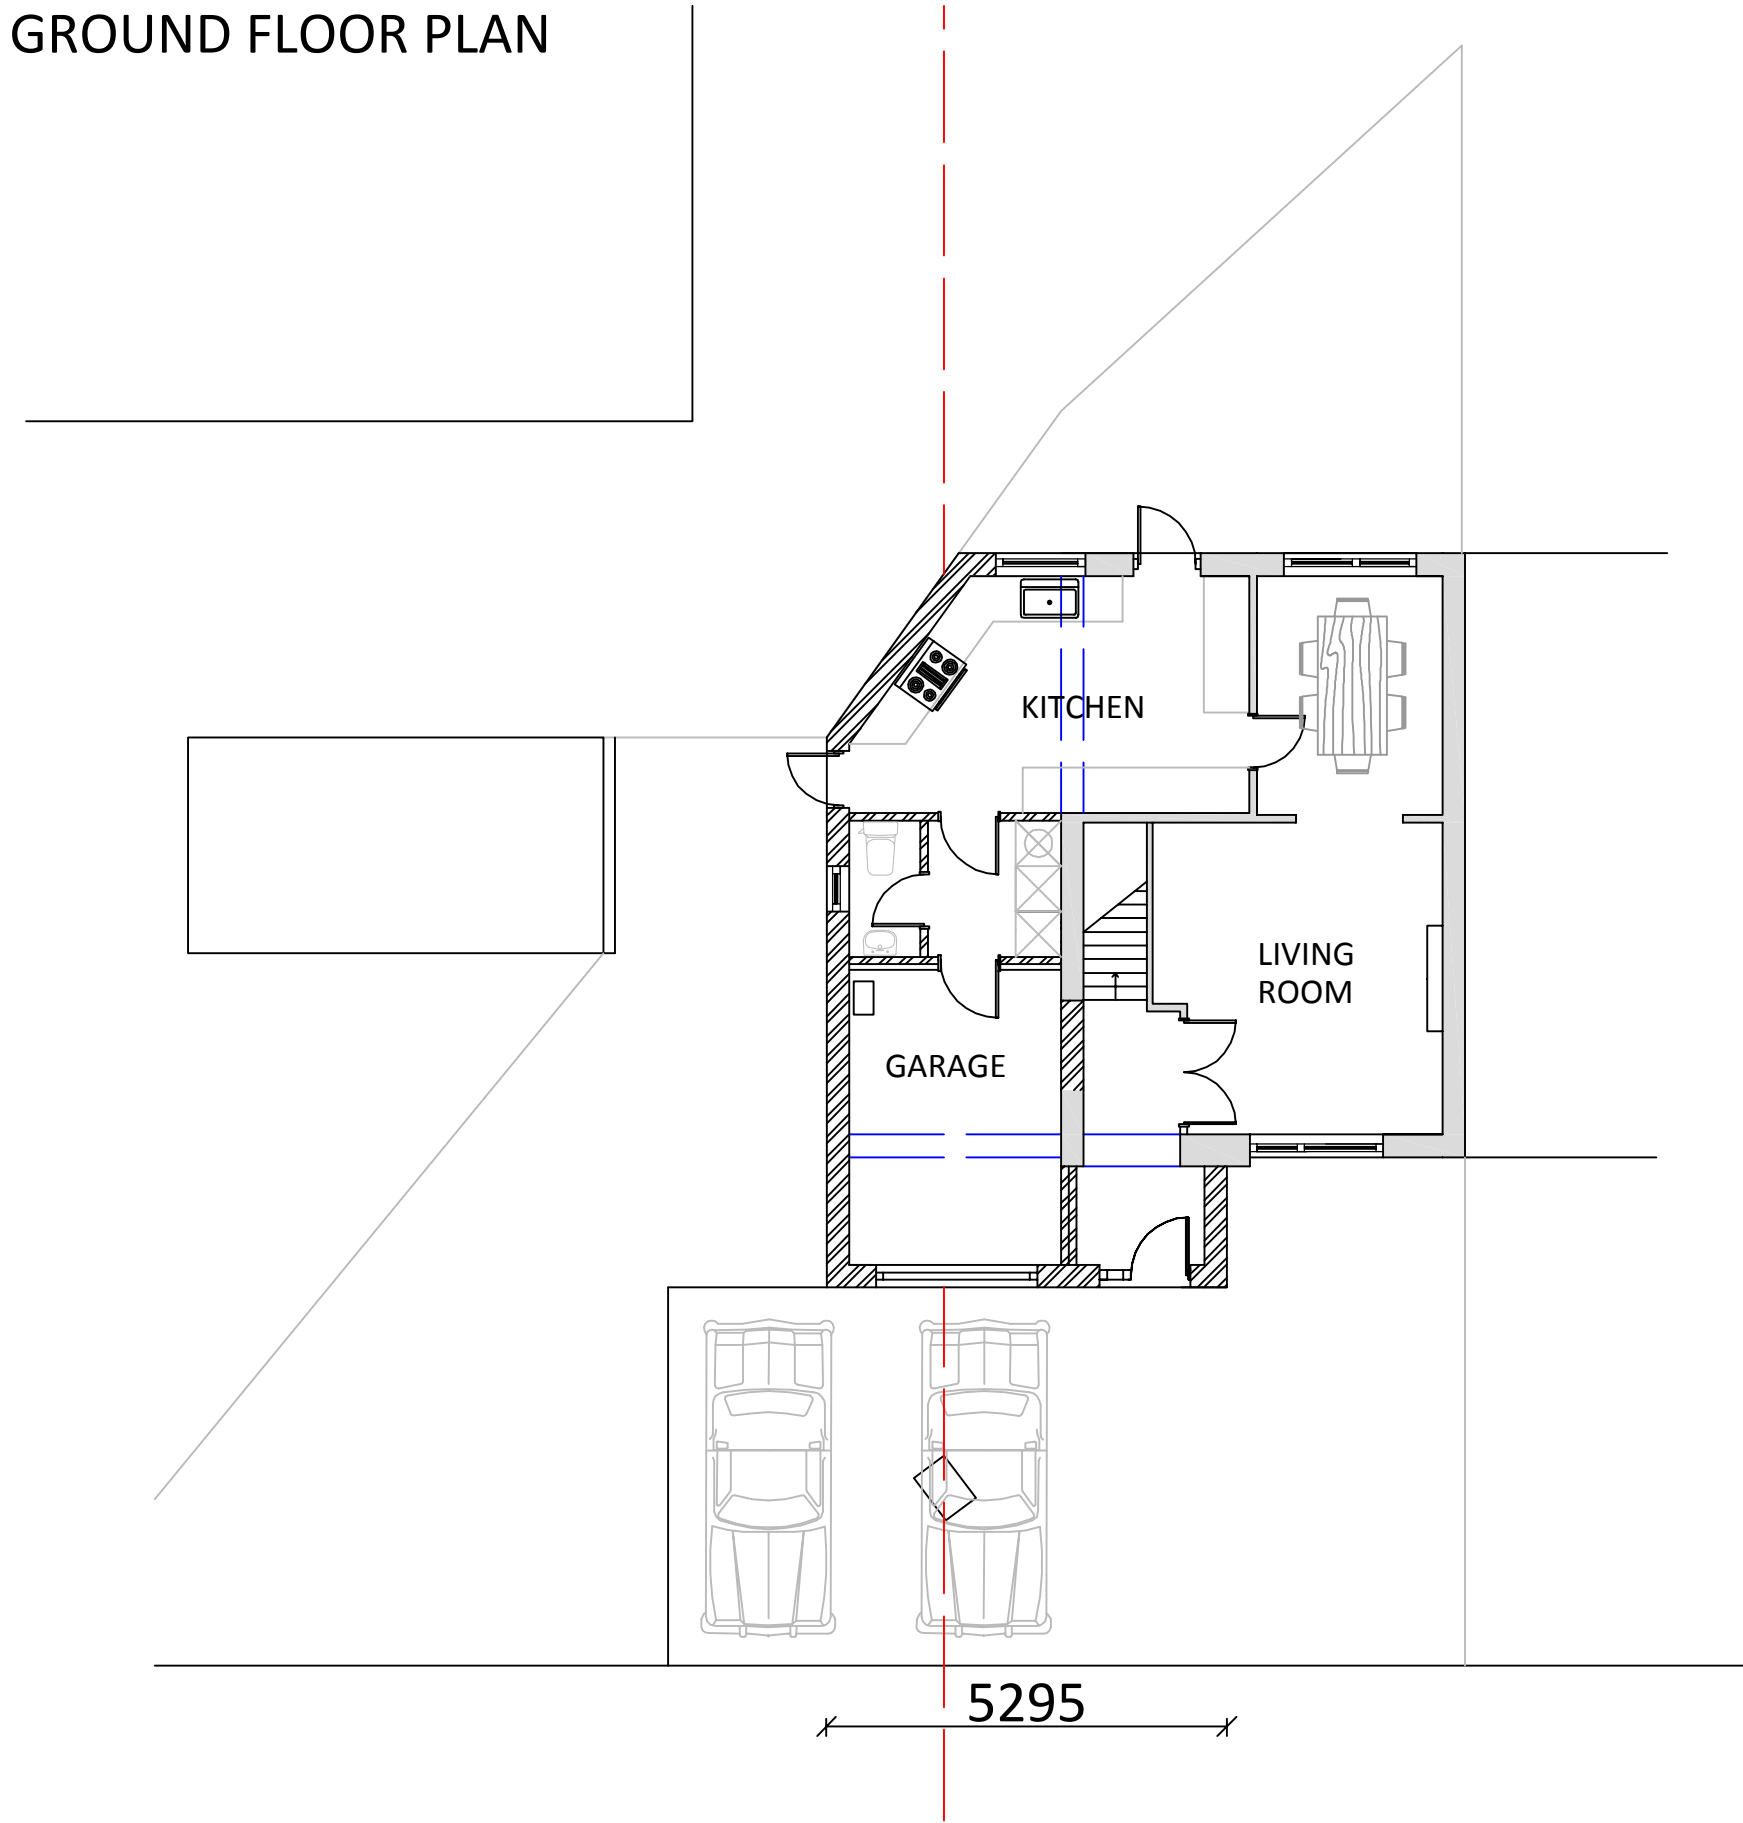 GROUND FLOOR PLAN
KITCHEN
LIVING
ROOM
GARAGE
5295